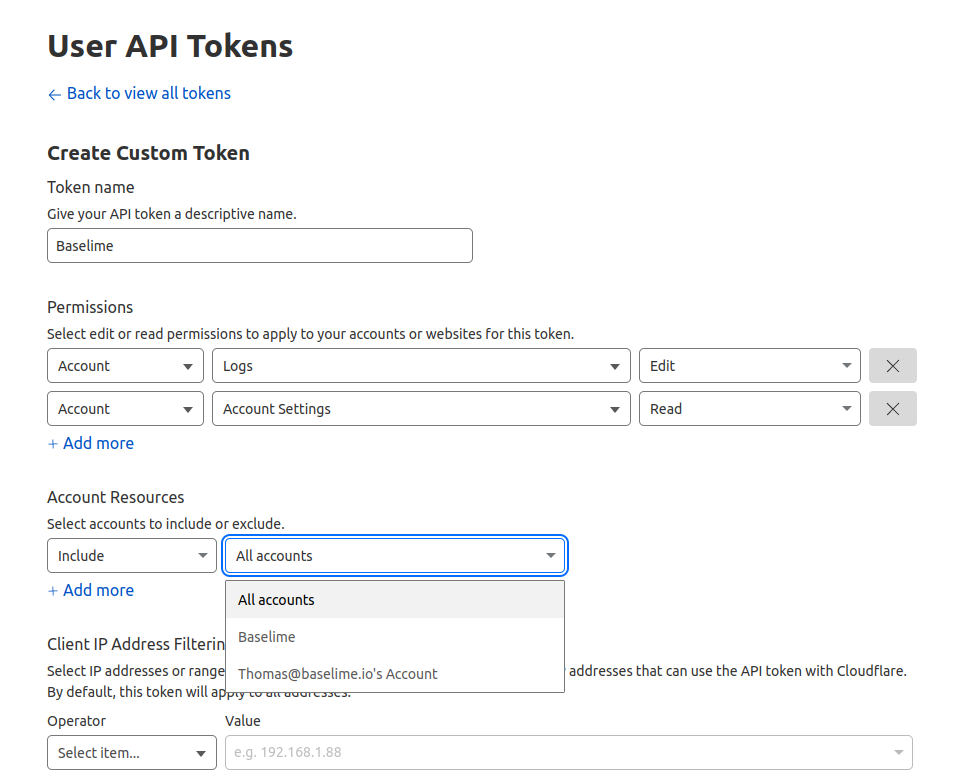 User API Tokens
← Back to view all tokens
Create Custom Token
Token name
Give your API token a descriptive name.
Baselime
Permissions
Select edit or read permissions to apply to your accounts or websites for this token.
Account Logs Edit
Account Account Settings Read
+ Add more
Account Resources
Select accounts to include or exclude.
Include All accounts
+ Add more
All accounts
Baselime
Thomas@baselime.io's Account
Client IP Address Filterin
Select IP addresses or range addresses that can use the API token with Cloudflare.
By default, this token will apply to all addresses.
Operator Value
Select item... e.g. 192.168.1.88